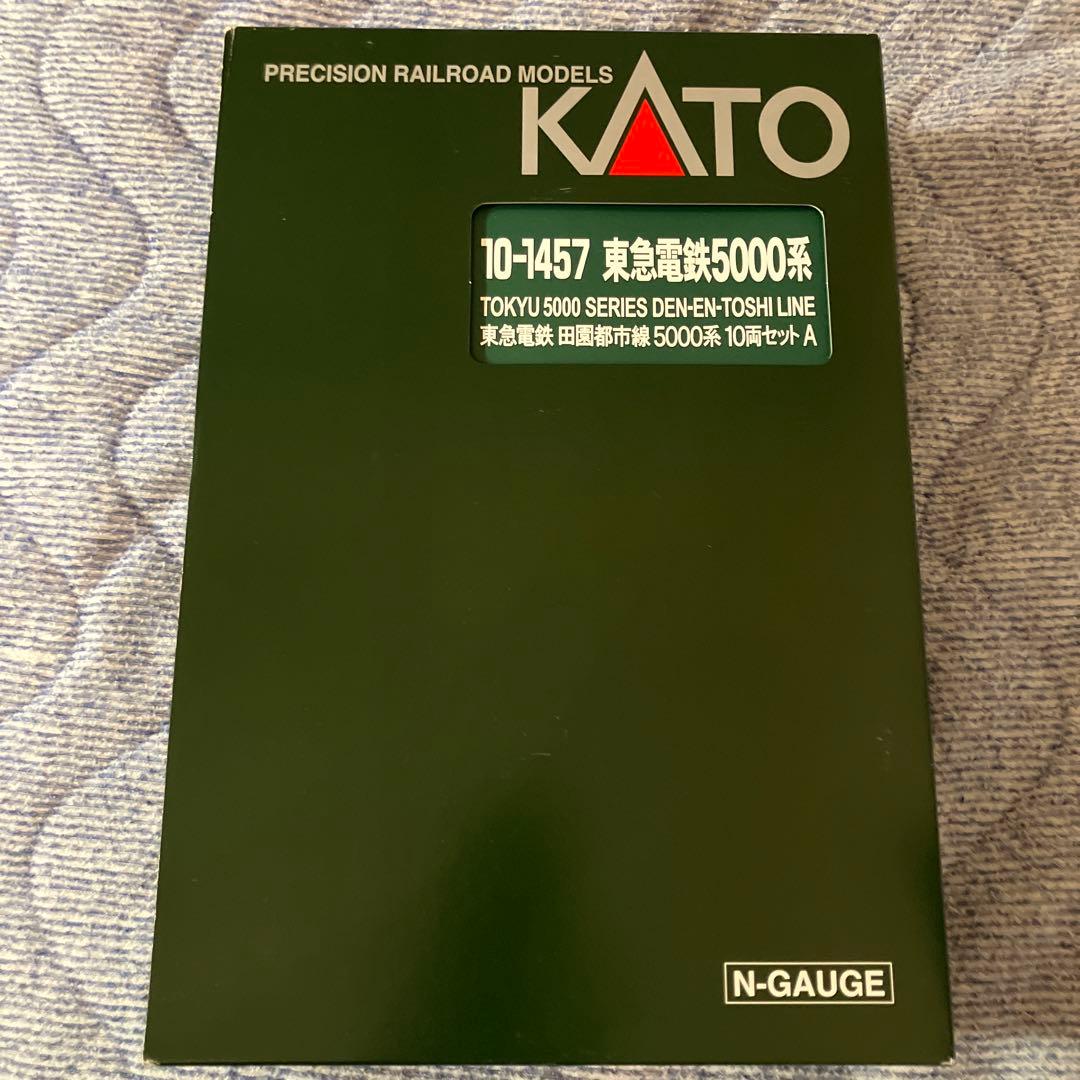 PRECISION RAILROAD MODELS
KATO
10-1457 東急電鉄5000系
TOKYU 5000 SERIES DEN-EN-TOSHI LINE
東急電鉄 田園都市線 5000系 10両セット A
N-GAUGE